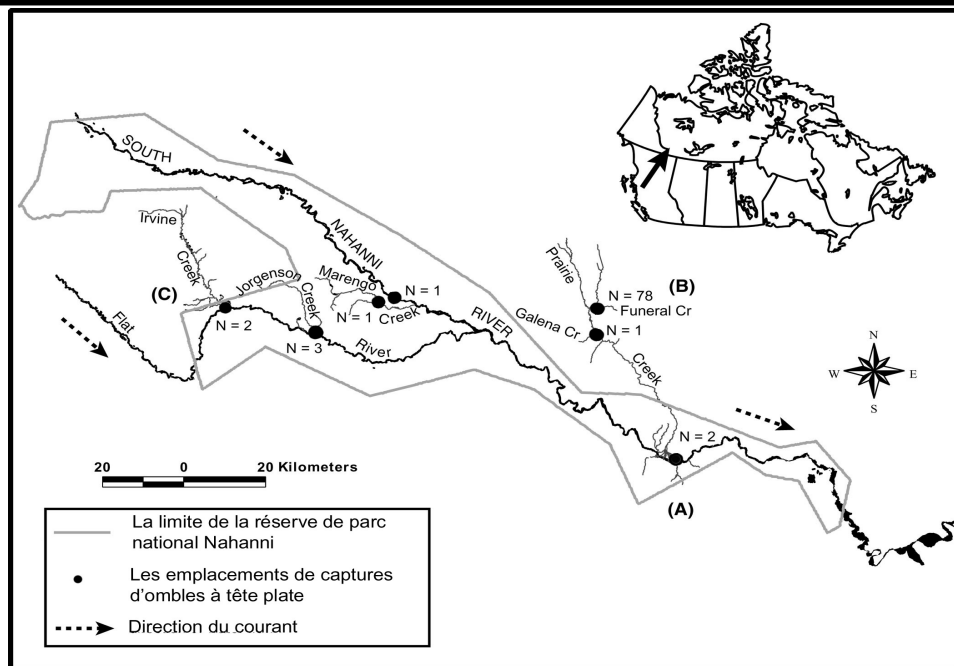 SOUTH
NAHANNI
RIVER
Irvine
Creek
(C)
Jorgenson
Creek
Marengo
Creek
N = 1
N = 1
Flat
River
N = 2
N = 3
Prairie
Creek
(B)
N = 78
Funeral Cr
Galena Cr
N = 1
N = 2
(A)
N
W
E
S
20 0 20 Kilometers
La limite de la réserve de parc
national Nahanni
Les emplacements de captures
d'ombles à tête plate
Direction du courant